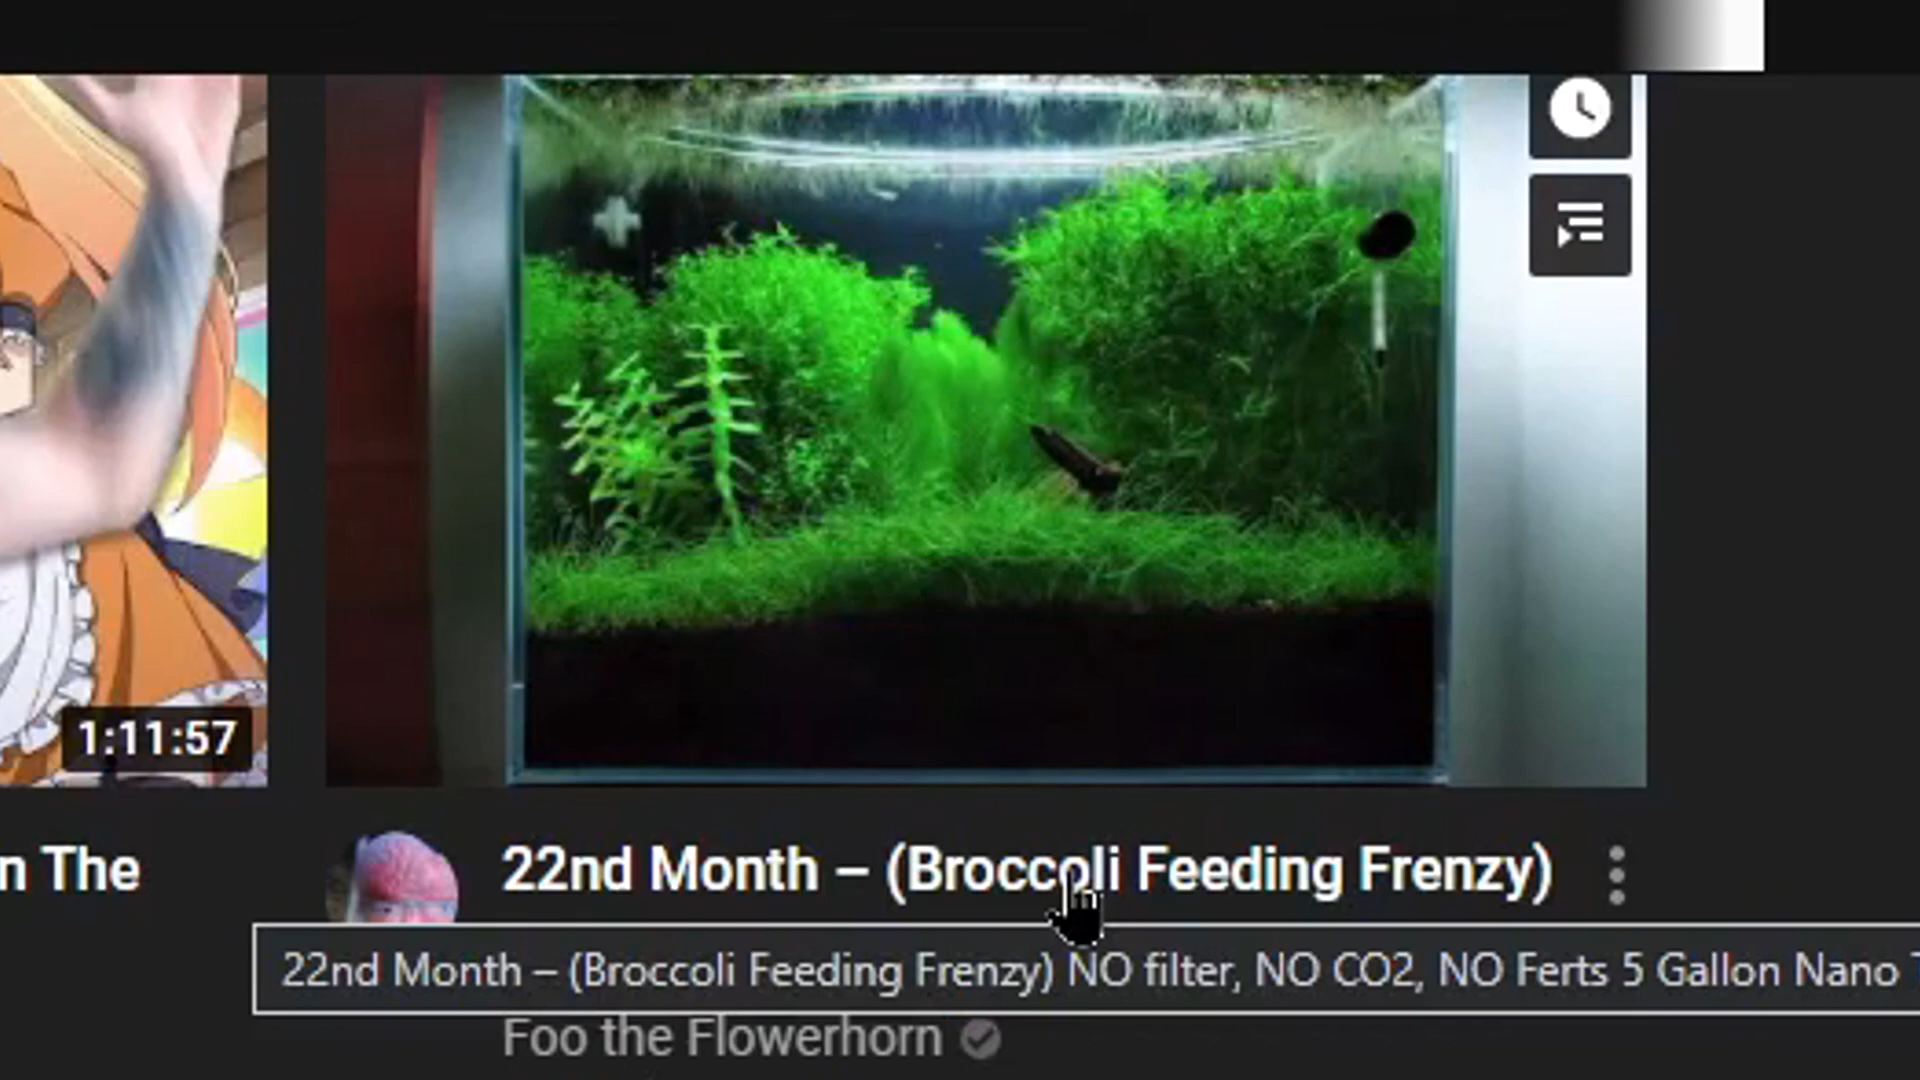 1:11:57
n The
22nd Month – (Broccoli Feeding Frenzy)
22nd Month – (Broccoli Feeding Frenzy) NO filter, NO CO2, NO Ferts 5 Gallon Nano T
Foo the Flowerhorn